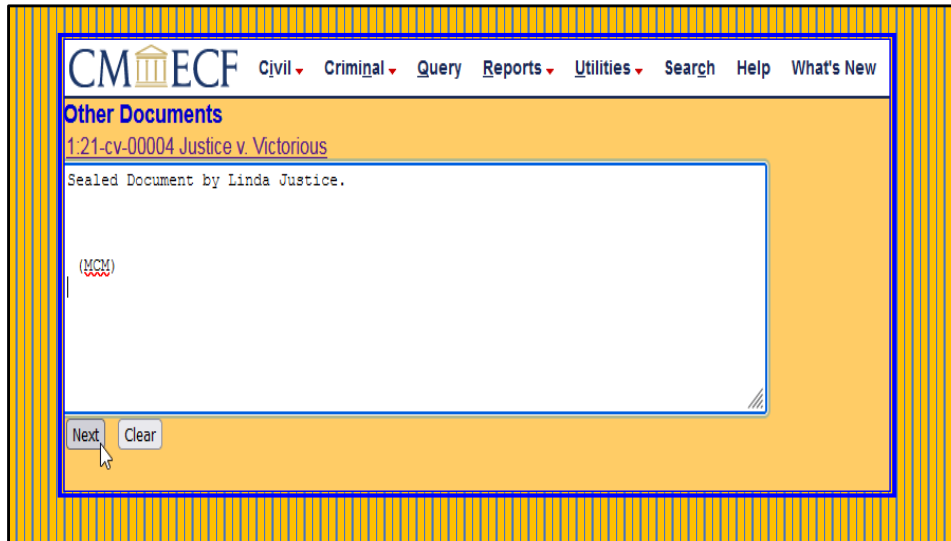 CM ECF Civil Criminal Query Reports Utilities Search Help What's New
Other Documents
1:21-cv-00004 Justice v. Victorious
Sealed Document by Linda Justice.
(MCM)
Next Clear